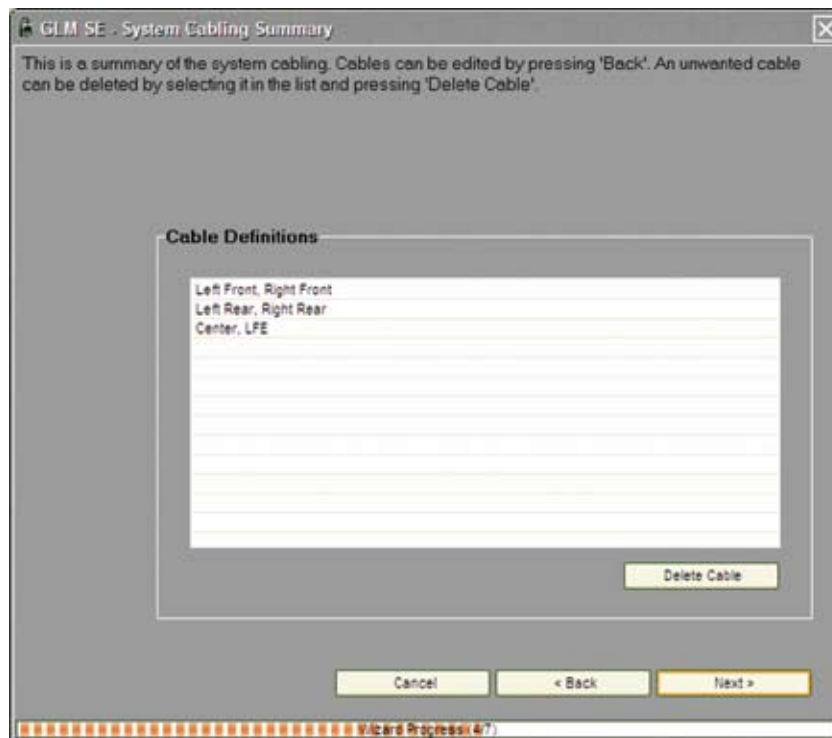 GLM SE - System Cabling Summary
This is a summary of the system cabling. Cables can be edited by pressing 'Back'. An unwanted cable
can be deleted by selecting it in the list and pressing 'Delete Cable'.
Cable Definitions
Left Front, Right Front
Left Rear, Right Rear
Center, LFE
Delete Cable
Cancel
< Back
Next >
Wizard Progress (4/7)